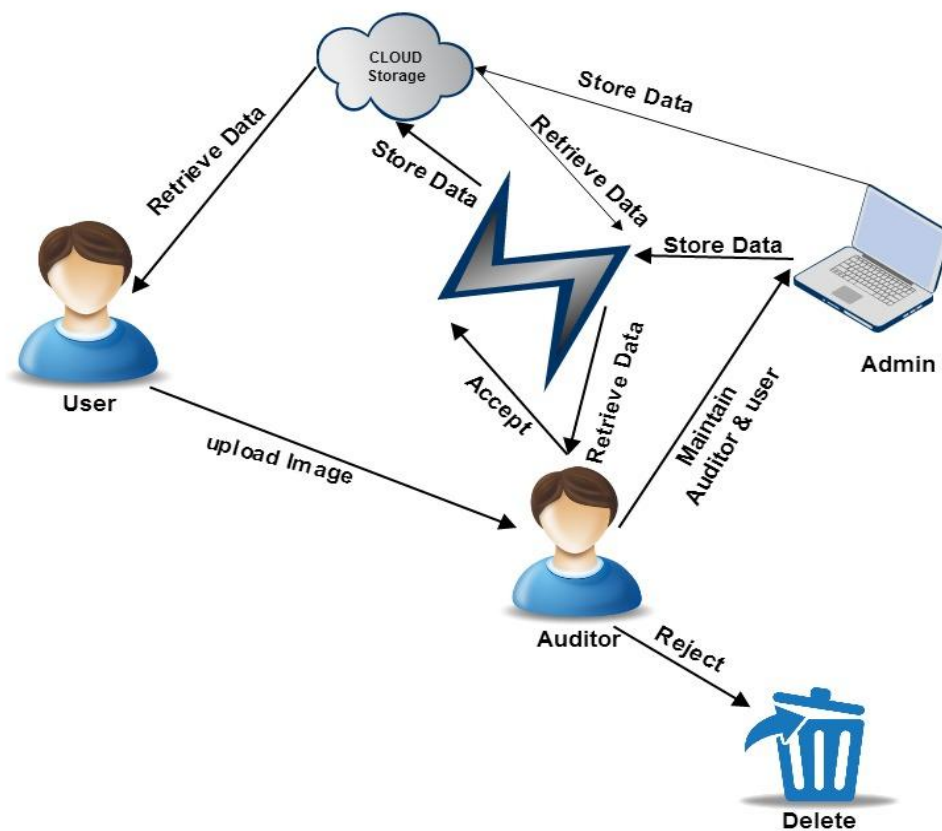 CLOUD
Storage
Store Data
Retrieve Data
Store Data
Retrieve Data
Store Data
Admin
User
Accept
Retrieve Data
Maintain
Auditor & user
upload Image
Auditor
Reject
Delete